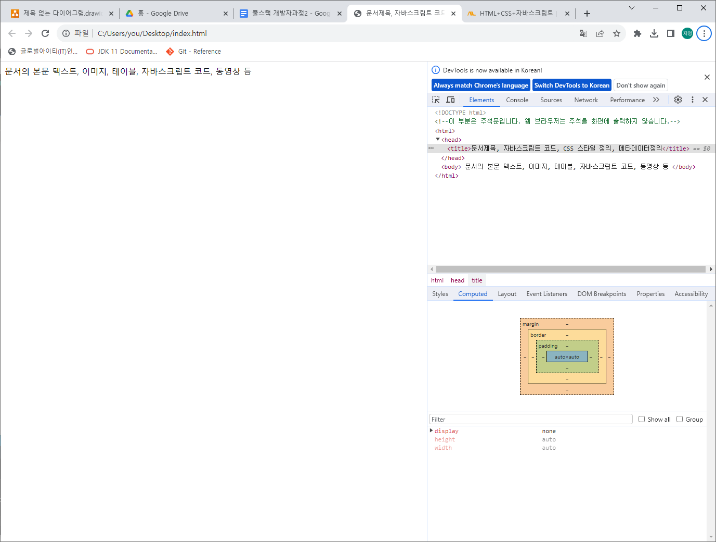 제목 없는 다이어그램.drawi
홈 - Google Drive
풀스택 개발자과정2 - Goog
문서제목, 자바스크립트 코드
HTML+CSS+자바스크립트
파일
C:/Users/you/Desktop/index.html
글로벌아이티(IT)인...
JDK 11 Documenta...
Git - Reference
문서의 본문 텍스트, 이미지, 테이블, 자바스크립트 코드, 동영상 등
DevTools is now available in Korean!
Always match Chrome's language
Switch DevTools to Korean
Don't show again
Elements
Console
Sources
Network
Performance
<!DOCTYPE html>
<!--이 부분은 주석문입니다. 웹 브라우저는 주석을 화면에 출력하지 않습니다.-->
<html>
<head>
<title>문서제목, 자바스크립트 코드, CSS 스타일 정의, 메타데이터정의</title> == $0
</head>
<body> 문서의 본문 텍스트, 이미지, 테이블, 자바스크립트 코드, 동영상 등 </body>
</html>
html head title
Styles
Computed
Layout
Event Listeners
DOM Breakpoints
Properties
Accessibility
margin
border
padding
auto×auto
Filter
Show all
Group
display none
height auto
width auto